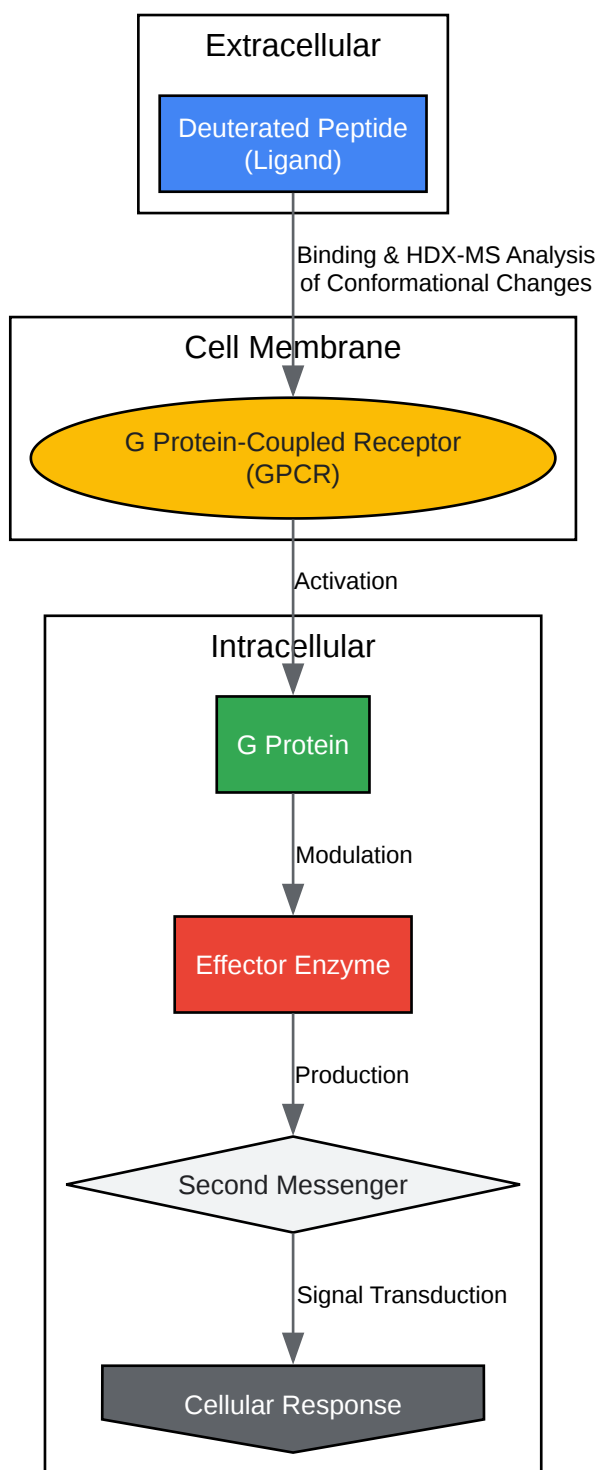 Extracellular
Deuterated Peptide
(Ligand)
Binding & HDX-MS Analysis
of Conformational Changes
Cell Membrane
G Protein-Coupled Receptor
(GPCR)
Activation
Intracellular
G Protein
Modulation
Effector Enzyme
Production
Second Messenger
Signal Transduction
Cellular Response